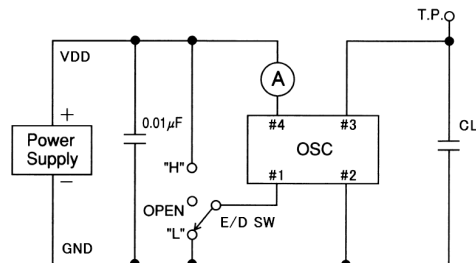 T.P.
VDD
A
+
0.01μF
#4 #3
CL
Power
Supply
OSC
"H"
#1 #2
−
OPEN
E/D SW
"L"
GND